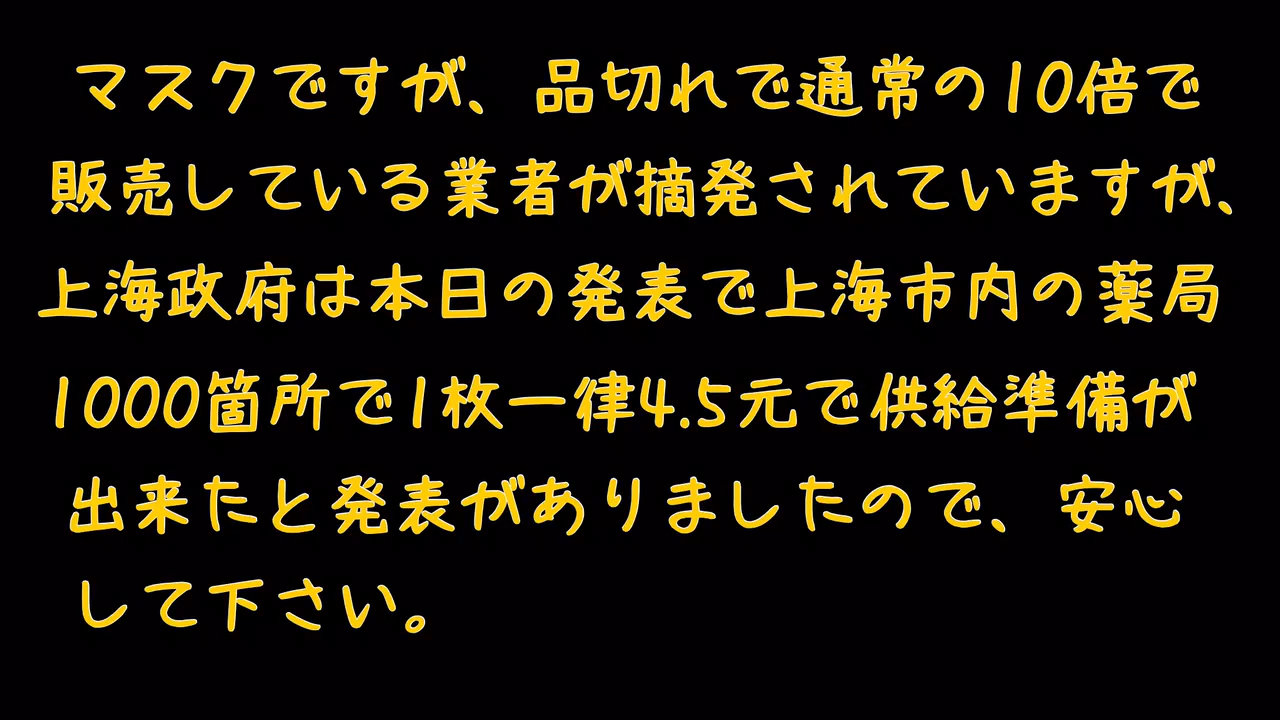 マスクですが、品切れで通常の10倍で
販売している業者が摘発されていますが、
上海政府は本日の発表で上海市内の薬局
1000箇所で1枚一律4.5元で供給準備が
出来たと発表がありましたので、安心
して下さい。